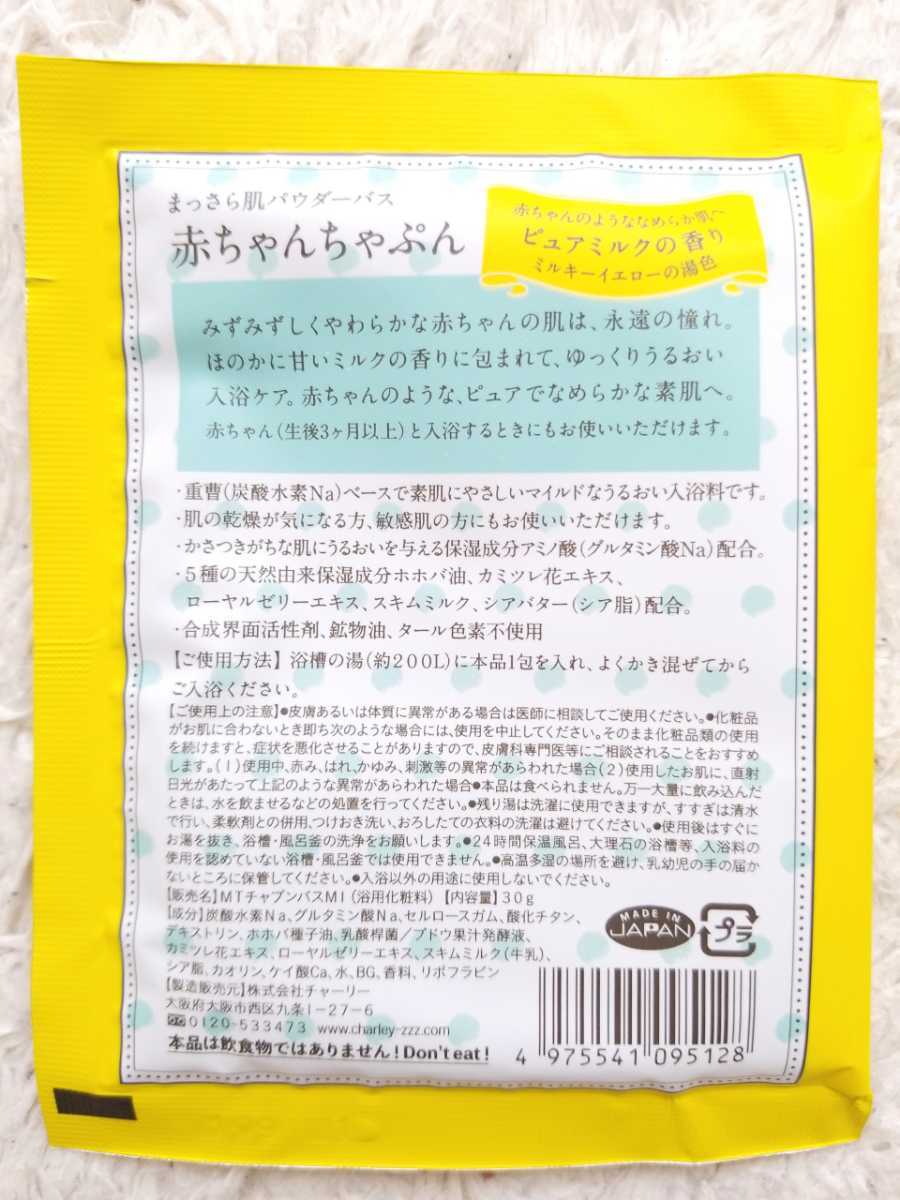 まっさら肌パウダーバス
赤ちゃんちゃぷん
赤ちゃんのようななめらか肌へ
ピュアミルクの香り
ミルキーイエローの湯色
みずみずしくやわらかな赤ちゃんの肌は、永遠の憧れ。
ほのかに甘いミルクの香りに包まれて、ゆっくりうるおい
入浴ケア。赤ちゃんのような、ピュアでなめらかな素肌へ。
赤ちゃん(生後3ヶ月以上)と入浴するときにもお使いいただけます。
・重曹(炭酸水素Na)ベースで素肌にやさしいマイルドなうるおい入浴料です。
・肌の乾燥が気になる方、敏感肌の方にもお使いいただけます。
・かさつきがちな肌にうるおいを与える保湿成分アミノ酸(グルタミン酸Na)配合。
・5種の天然由来保湿成分ホホバ油、カミツレ花エキス、
ローヤルゼリーエキス、スキムミルク、シアバター(シア脂)配合。
・合成界面活性剤、鉱物油、タール色素不使用
【ご使用方法】浴槽の湯(約200L)に本品1包を入れ、よくかき混ぜてから
ご入浴ください。
【ご使用上の注意】●皮膚あるいは体質に異常がある場合は医師に相談してご使用ください。●化粧品
がお肌に合わないとき即ち次のような場合には、使用を中止してください。そのまま化粧品類の使用
を続けますと、症状を悪化させることがありますので、皮膚科専門医等にご相談されることをおすすめ
します。(1)使用中、赤み、はれ、かゆみ、刺激等の異常があらわれた場合(2)使用したお肌に、直射
日光があたって上記のような異常があらわれた場合●本品は食べられません。万一大量に飲み込んだ
ときは、水を飲ませるなどの処置を行ってください。●残り湯は洗濯に使用できますが、すすぎは清水
で行い、柔軟剤との併用、つけおき洗い、おろしたての衣料の洗濯は避けてください。●使用後はすぐに
お湯を抜き、浴槽・風呂釜の洗浄をお願いします。●24時間保温風呂、大理石の浴槽等、入浴料の
使用を認めていない浴槽・風呂釜では使用できません。●高温多湿の場所を避け、乳幼児の手の届か
ないところに保管してください。●入浴以外の用途に使用しないでください。
【販売名】MTチャプンバスMI(浴用化粧料)【内容量】30g
【成分】炭酸水素Na、グルタミン酸Na、セルロースガム、酸化チタン、
デキストリン、ホホバ種子油、乳酸桿菌/ブドウ果汁発酵液、
カミツレ花エキス、ローヤルゼリーエキス、スキムミルク(牛乳)、
シア脂、カオリン、ケイ酸Ca、水、BG、香料、リボフラビン
【製造販売元】株式会社チャーリー
大阪府大阪市西区九条1-27-6
0120-533473 www.charley-zzz.com
本品は飲食物ではありません!Don't eat!
MADE IN
JAPAN
プラ
4 975541 095128